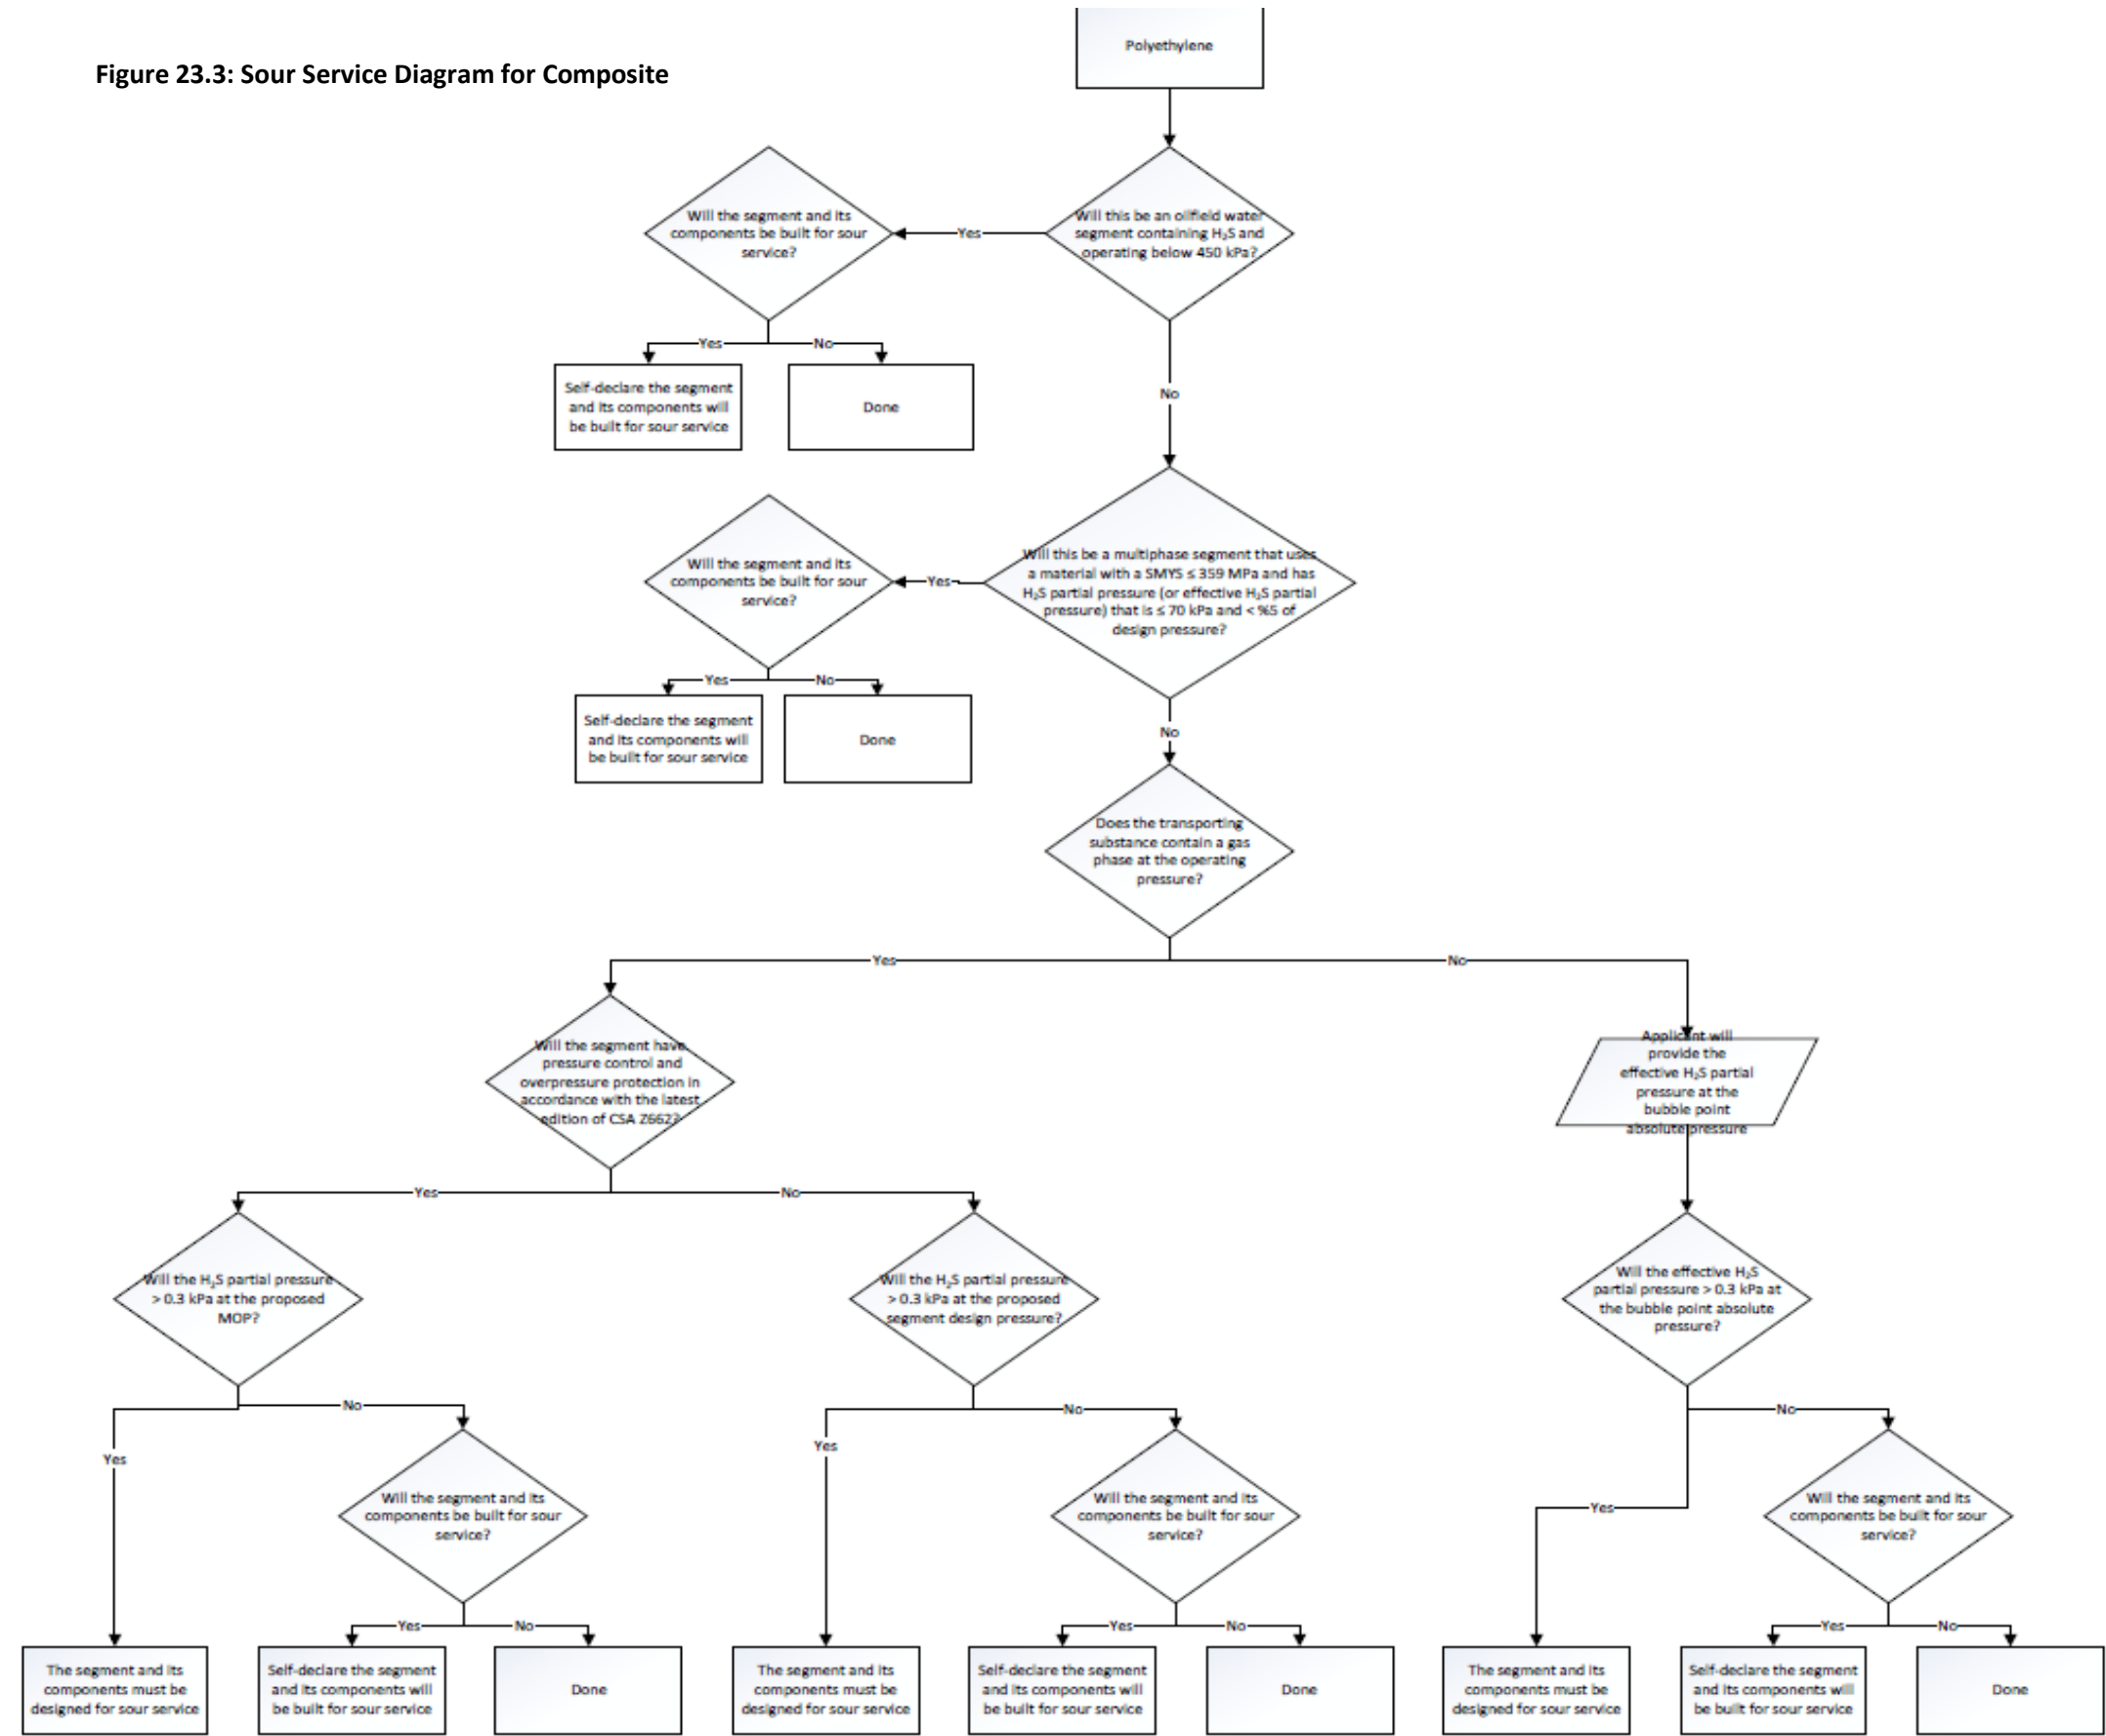 Polyethylene
Figure 23.3: Sour Service Diagram for Composite
Will the segment and its
components be built for sour
service?
Yes
Will this be an oilfield water
segment containing H₂S and
operating below 450 kPa?
Yes
No
Self-declare the segment
and its components will
be built for sour service
Done
No
Will the segment and its
components be built for sour
service?
Yes
Will this be a multiphase segment that uses
a material with a SMYS ≤ 359 MPa and has
H₂S partial pressure (or effective H₂S partial
pressure) that is ≤ 70 kPa and < %5 of
design pressure?
Yes
No
Self-declare the segment
and its components will
be built for sour service
Done
No
Does the transporting
substance contain a gas
phase at the operating
pressure?
Yes
No
Will the segment have
pressure control and
overpressure protection in
accordance with the latest
edition of CSA Z662?
Applicant will
provide the
effective H₂S partial
pressure at the
bubble point
absolute pressure
Yes
No
Will the H₂S partial pressure
> 0.3 kPa at the proposed
MOP?
Will the H₂S partial pressure
> 0.3 kPa at the proposed
segment design pressure?
Will the effective H₂S
partial pressure > 0.3 kPa at
the bubble point absolute
pressure?
Yes
No
Yes
No
Yes
No
Will the segment and its
components be built for sour
service?
Will the segment and its
components be built for sour
service?
Will the segment and its
components be built for sour
service?
Yes
No
Yes
No
Yes
No
The segment and its
components must be
designed for sour service
Self-declare the segment
and its components will
be built for sour service
Done
The segment and its
components must be
designed for sour service
Self-declare the segment
and its components will
be built for sour service
Done
The segment and its
components must be
designed for sour service
Self-declare the segment
and its components will
be built for sour service
Done